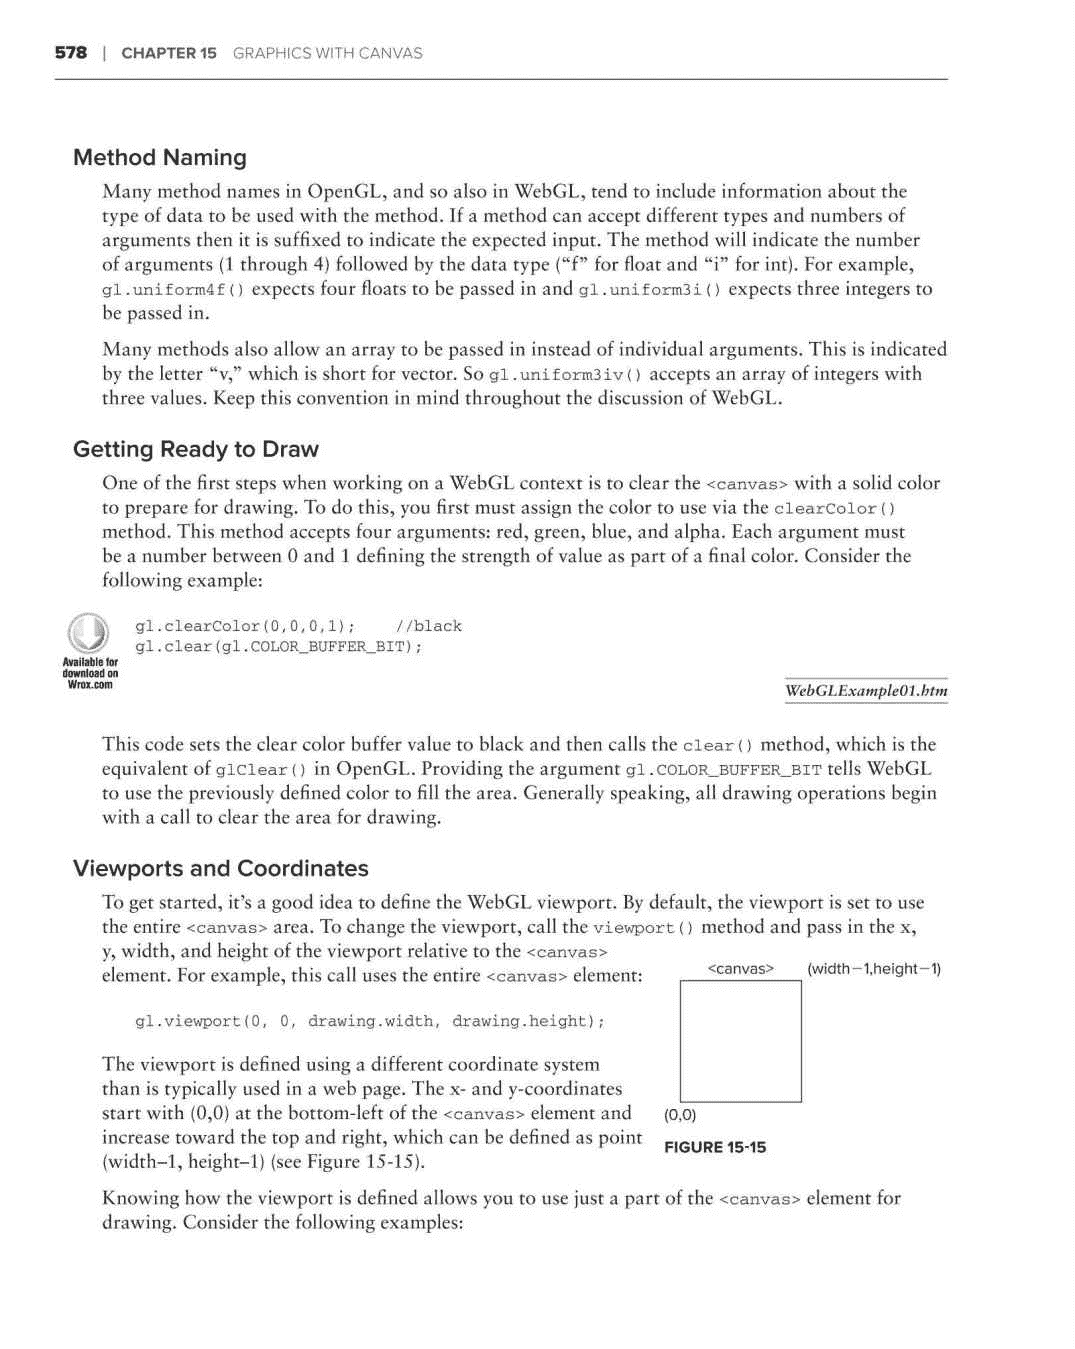 578 | CHAPTER 15 GRAPHICS WITH CANVAS
Method Naming
Many method names in OpenGL, and so also in WebGL, tend to include information about the
type of data to be used with the method. If a method can accept different types and numbers of
arguments then it is suffixed to indicate the expected input. The method will indicate the number
of arguments (1 through 4) followed by the data type (“f” for float and “i” for int). For example,
gl.uniform4f() expects four floats to be passed in and gl.uniform3i() expects three integers to
be passed in.
Many methods also allow an array to be passed in instead of individual arguments. This is indicated
by the letter “v,” which is short for vector. So gl.uniform3iv() accepts an array of integers with
three values. Keep this convention in mind throughout the discussion of WebGL.
Getting Ready to Draw
One of the first steps when working on a WebGL context is to clear the <canvas> with a solid color
to prepare for drawing. To do this, you first must assign the color to use via the clearColor()
method. This method accepts four arguments: red, green, blue, and alpha. Each argument must
be a number between 0 and 1 defining the strength of value as part of a final color. Consider the
following example:
gl.clearColor(0,0,0,1); //black
gl.clear(gl.COLOR_BUFFER_BIT);
Available for
download on
Wrox.com
WebGLExample01.htm
This code sets the clear color buffer value to black and then calls the clear() method, which is the
equivalent of glClear() in OpenGL. Providing the argument gl.COLOR_BUFFER_BIT tells WebGL
to use the previously defined color to fill the area. Generally speaking, all drawing operations begin
with a call to clear the area for drawing.
Viewports and Coordinates
To get started, it’s a good idea to define the WebGL viewport. By default, the viewport is set to use
the entire <canvas> area. To change the viewport, call the viewport() method and pass in the x,
y, width, and height of the viewport relative to the <canvas>
element. For example, this call uses the entire <canvas> element:
gl.viewport(0, 0, drawing.width, drawing.height);
The viewport is defined using a different coordinate system
than is typically used in a web page. The x- and y-coordinates
start with (0,0) at the bottom-left of the <canvas> element and
increase toward the top and right, which can be defined as point
(width–1, height–1) (see Figure 15-15).
<canvas> (width−1,height−1)
(0,0)
FIGURE 15-15
Knowing how the viewport is defined allows you to use just a part of the <canvas> element for
drawing. Consider the following examples: